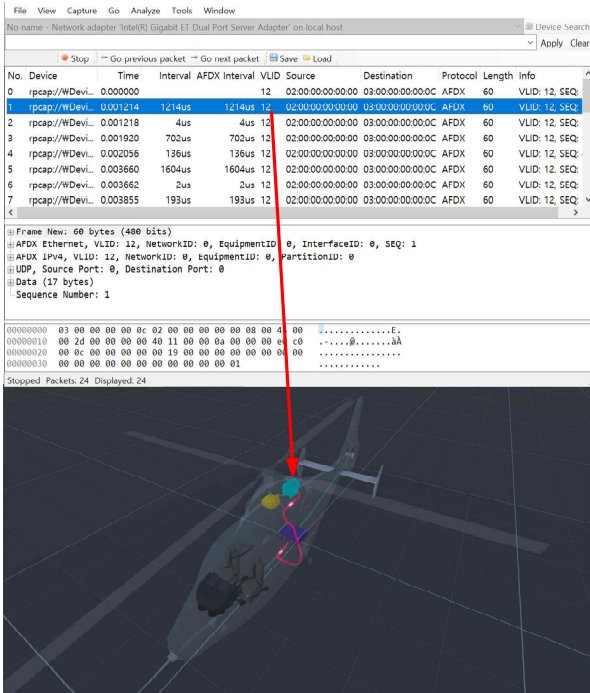 File View Capture Go Analyze Tools Window
No name - Network adapter 'Intel(R) Gigabit ET Dual Port Server Adapter' on local host Device Search
Apply Clear
Stop Go previous packet Go next packet Save Load
No. Device Time Interval AFDX Interval VLID Source Destination Protocol Length Info
0 rpcap://₩Devi... 0.000000 12 02:00:00:00:00:00 03:00:00:00:00:0C AFDX 60 VLID: 12, SEQ:
1 rpcap://₩Devi... 0.001214 1214us 1214us 12 02:00:00:00:00:00 03:00:00:00:00:0C AFDX 60 VLID: 12, SEQ:
2 rpcap://₩Devi... 0.001218 4us 4us 12 02:00:00:00:00:00 03:00:00:00:00:0C AFDX 60 VLID: 12, SEQ:
3 rpcap://₩Devi... 0.001920 702us 702us 12 02:00:00:00:00:00 03:00:00:00:00:0C AFDX 60 VLID: 12, SEQ:
4 rpcap://₩Devi... 0.002056 136us 136us 12 02:00:00:00:00:00 03:00:00:00:00:0C AFDX 60 VLID: 12, SEQ:
5 rpcap://₩Devi... 0.003660 1604us 1604us 12 02:00:00:00:00:00 03:00:00:00:00:0C AFDX 60 VLID: 12, SEQ:
6 rpcap://₩Devi... 0.003662 2us 2us 12 02:00:00:00:00:00 03:00:00:00:00:0C AFDX 60 VLID: 12, SEQ:
7 rpcap://₩Devi... 0.003855 193us 193us 12 02:00:00:00:00:00 03:00:00:00:00:0C AFDX 60 VLID: 12, SEQ:
Frame New: 60 bytes (480 bits)
AFDX Ethernet, VLID: 12, NetworkID: 0, EquipmentID: 0, InterfaceID: 0, SEQ: 1
AFDX IPv4, VLID: 12, NetworkID: 0, EquipmentID: 0, PartitionID: 0
UDP, Source Port: 0, Destination Port: 0
Data (17 bytes)
Sequence Number: 1
00000000 03 00 00 00 00 0c 02 00 00 00 00 00 08 00 45 00 ..............E.
00000010 00 2d 00 00 00 00 40 11 00 00 0a 00 00 00 e0 c0 .-....@.......àÀ
00000020 00 0c 00 00 00 00 00 19 00 00 00 00 00 00 00 00 ................
00000030 00 00 00 00 00 00 00 00 00 00 00 01 ............
Stopped Packets: 24 Displayed: 24